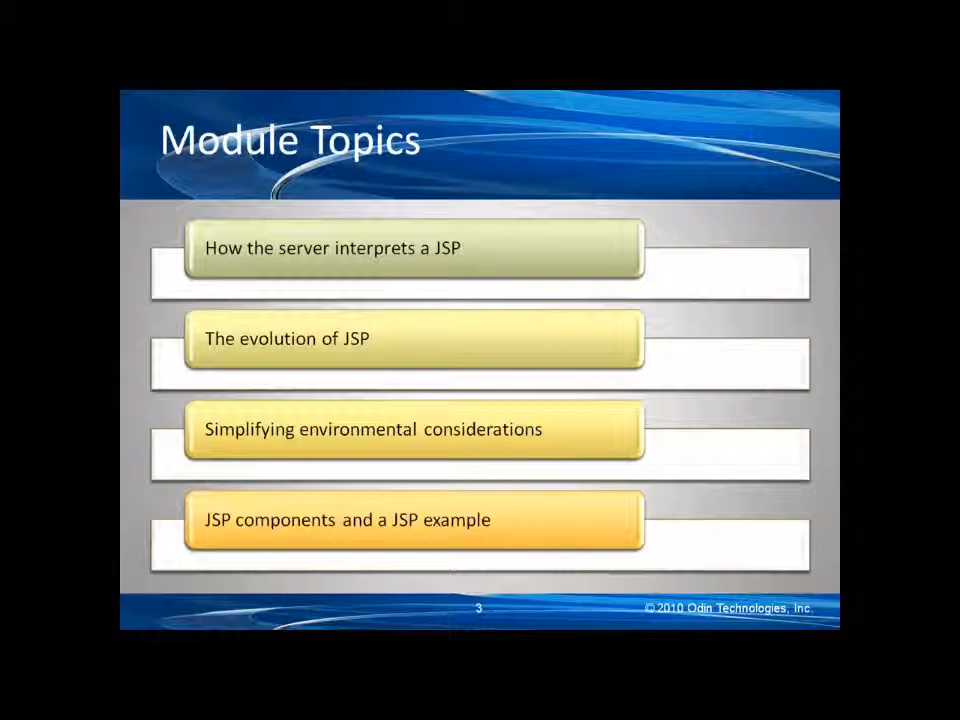 Module Topics
How the server interprets a JSP
The evolution of JSP
Simplifying environmental considerations
JSP components and a JSP example
3
© 2010 Odin Technologies, Inc.